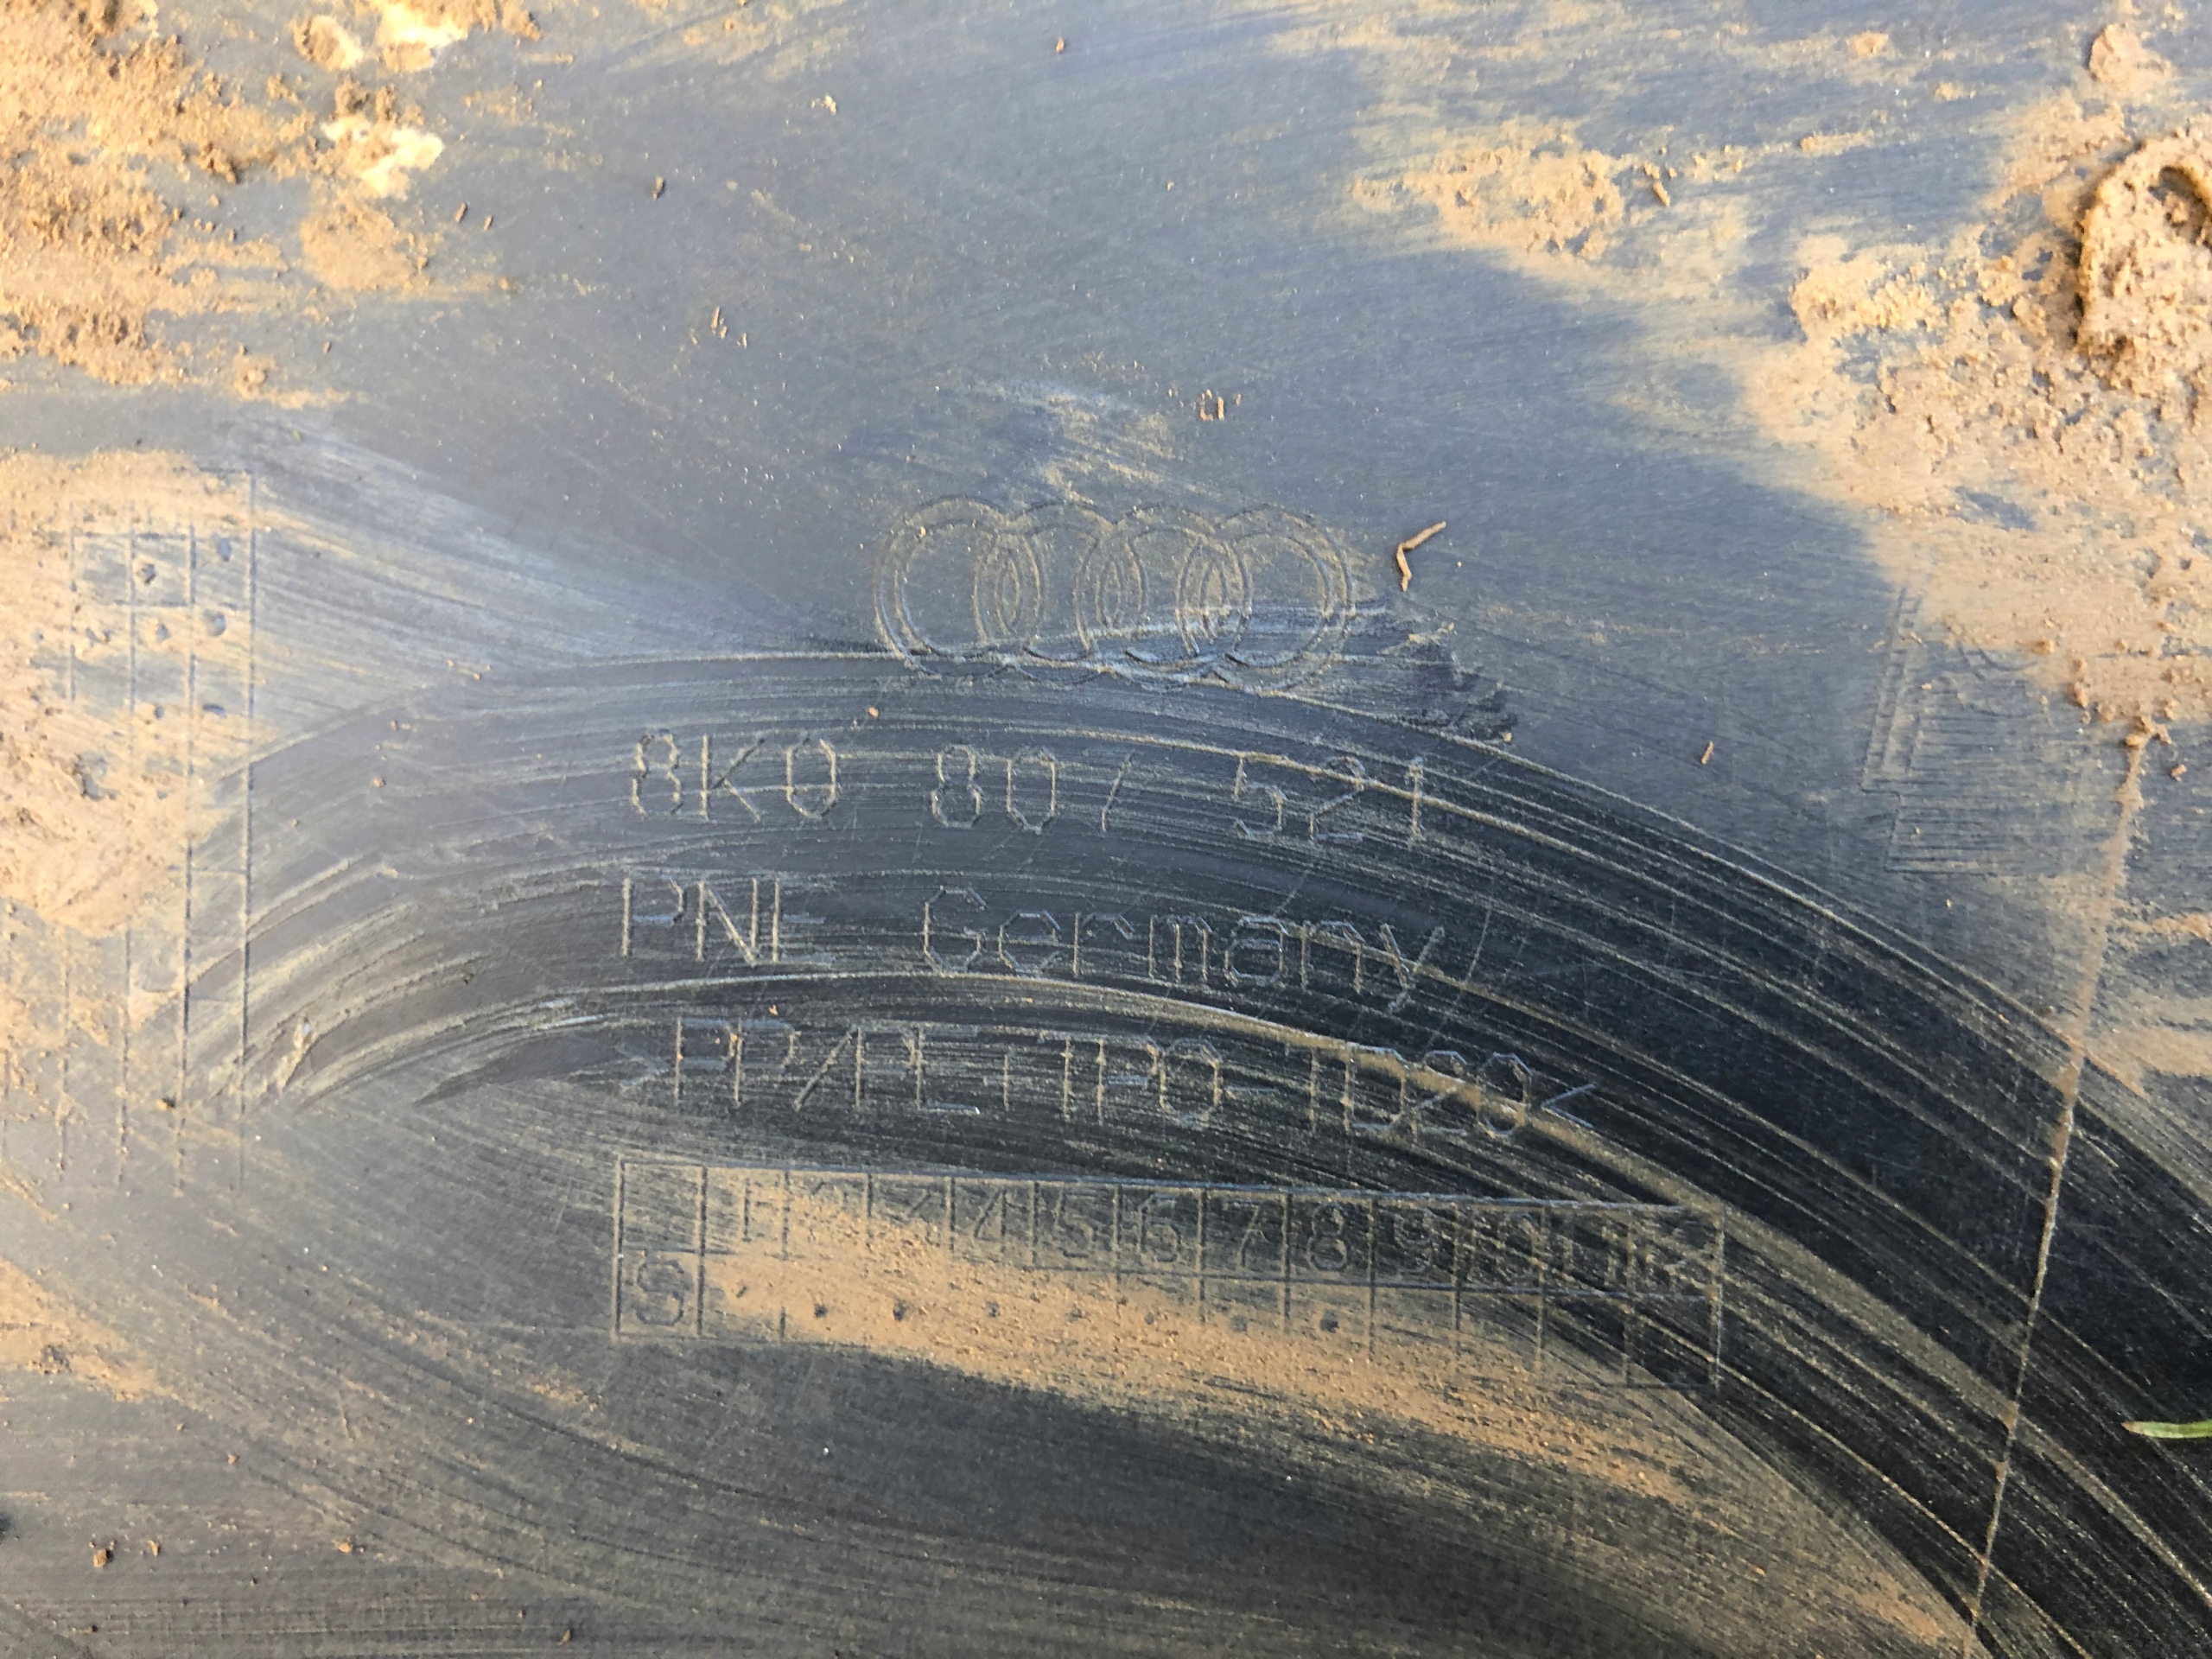 8K0 807 521
PNE Germany
>PP/PE+TPO-TD20<
1 2 3 4 5 6 7 8 9 10 11 12
S